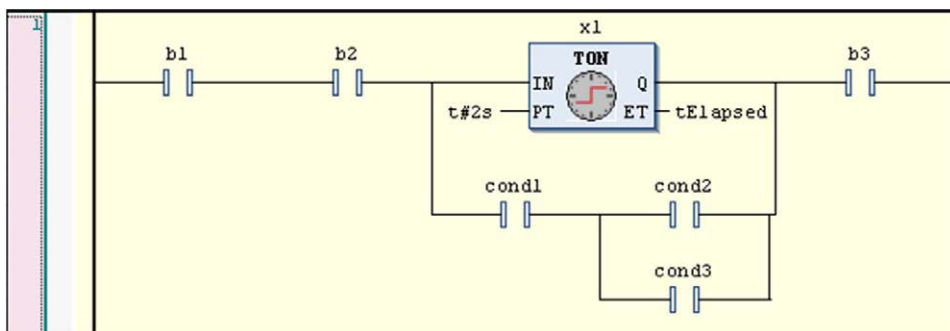 1
x1
b1
b2
TON
b3
IN
Q
t#2s
PT
ET
tElapsed
cond1
cond2
cond3